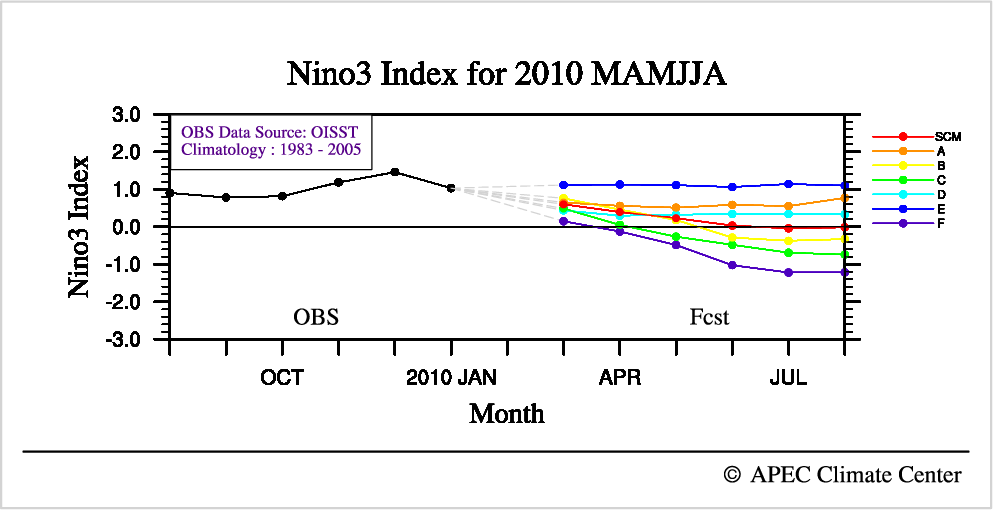 Nino3 Index for 2010 MAMJJA
OBS Data Source: OISST
Climatology : 1983 - 2005
3.0
2.0
1.0
0.0
-1.0
-2.0
-3.0
Nino3 Index
OBS
Fcst
OCT
2010 JAN
APR
JUL
Month
SCM
A
B
C
D
E
F
© APEC Climate Center